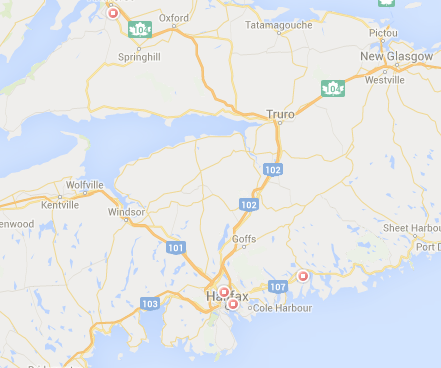 Oxford
104
Tatamagouche
Pictou
Springhill
New Glasgow
Westville
104
Truro
102
Wolfville
Kentville
102
Windsor
enwood
Sheet Harbou
Goffs
101
Port D
107
Halifax
103
Cole Harbour